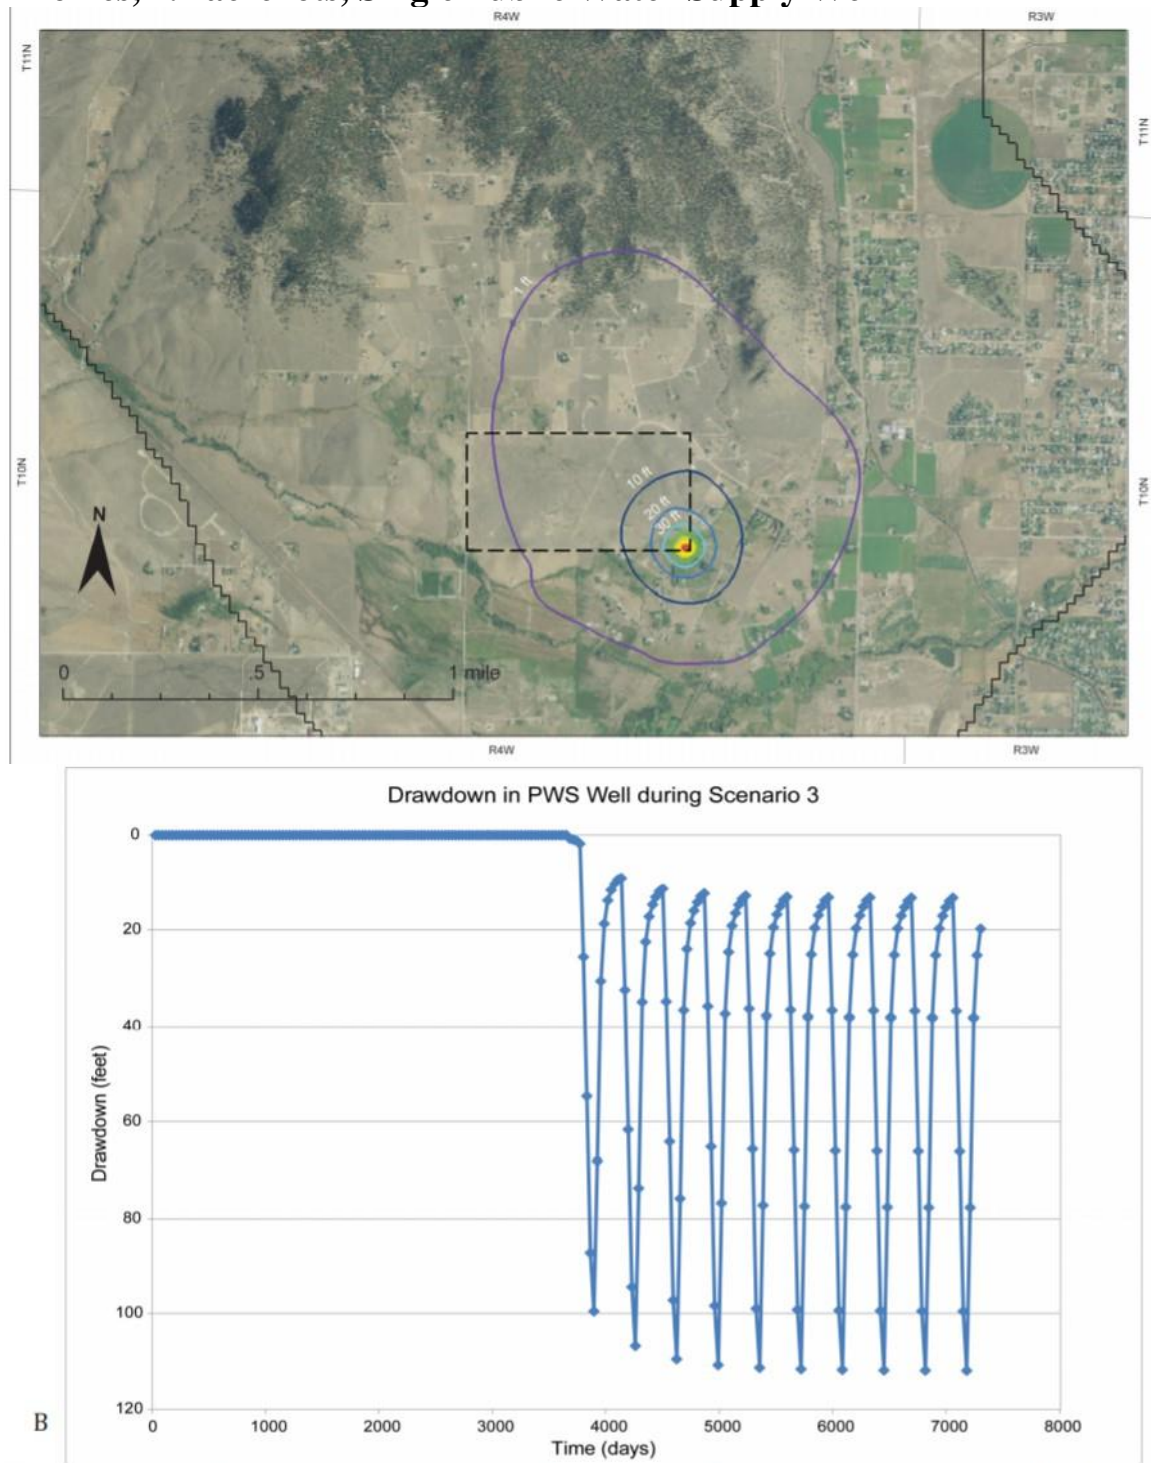 R4W
R3W
T11N
T11N
1 ft
10 ft
20 ft
30 ft
T10N
T10N
N
0 .5 1 mile
R4W
R3W
Drawdown in PWS Well during Scenario 3
0
20
40
60
80
100
120
Drawdown (feet)
0 1000 2000 3000 4000 5000 6000 7000 8000
Time (days)
B